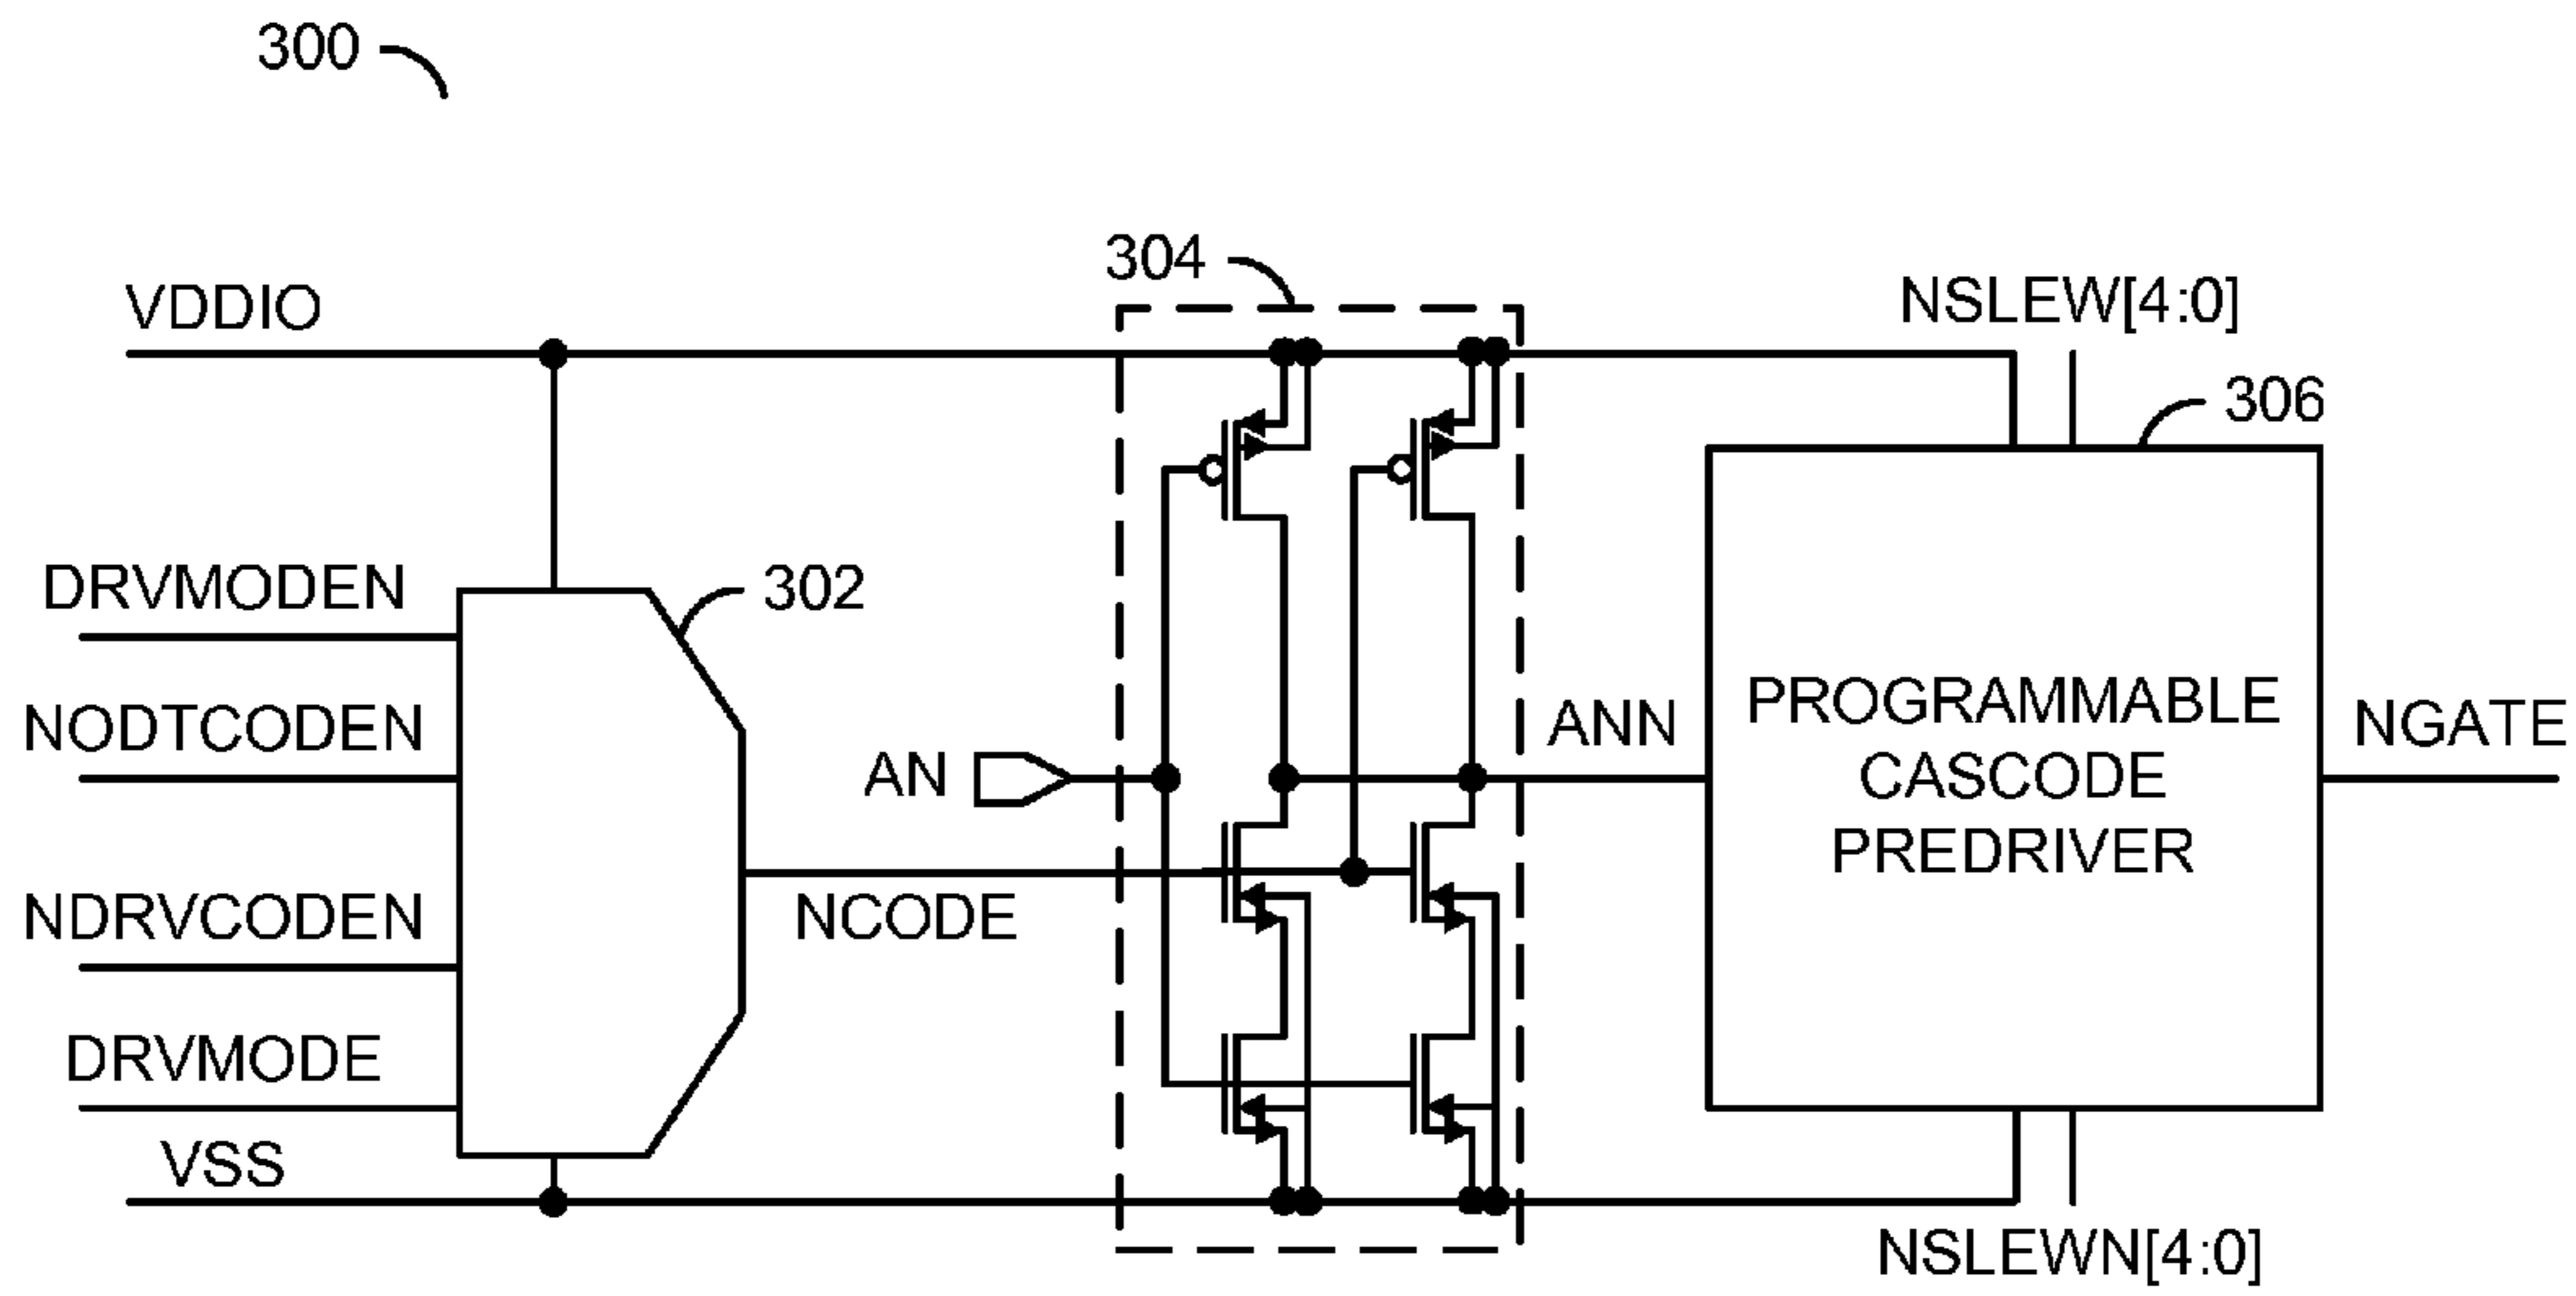 300
304
VDDIO
NSLEW[4:0]
306
DRVMODEN
302
NODTCODEN
AN
ANN
PROGRAMMABLE
CASCODE
PREDRIVER
NGATE
NDRVCODEN
NCODE
DRVMODE
VSS
NSLEWN[4:0]